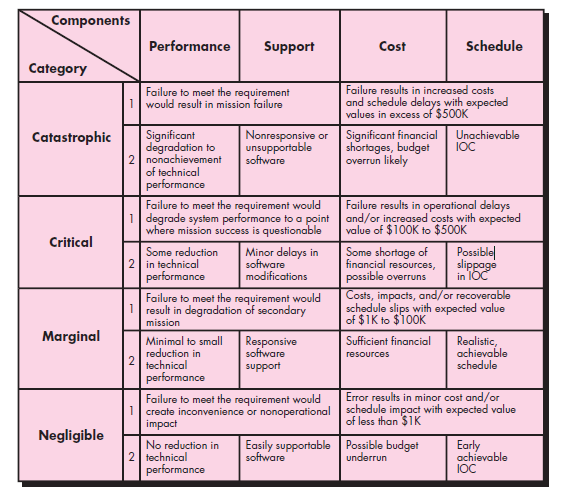 Components
Performance Support Cost Schedule
Category
Catastrophic
1
Failure to meet the requirement
would result in mission failure
Failure results in increased costs
and schedule delays with expected
values in excess of $500K
2
Significant
degradation to
nonachievement
of technical
performance
Nonresponsive or
unsupportable
software
Significant financial
shortages, budget
overrun likely
Unachievable
IOC
Critical
1
Failure to meet the requirement would
degrade system performance to a point
where mission success is questionable
Failure results in operational delays
and/or increased costs with expected
value of $100K to $500K
2
Some reduction
in technical
performance
Minor delays in
software
modifications
Some shortage of
financial resources,
possible overruns
Possible
slippage
in IOC
Marginal
1
Failure to meet the requirement would
result in degradation of secondary
mission
Costs, impacts, and/or recoverable
schedule slips with expected value
of $1K to $100K
2
Minimal to small
reduction in
technical
performance
Responsive
software
support
Sufficient financial
resources
Realistic,
achievable
schedule
Negligible
1
Failure to meet the requirement would
create inconvenience or nonoperational
impact
Error results in minor cost and/or
schedule impact with expected value
of less than $1K
2
No reduction in
technical
performance
Easily supportable
software
Possible budget
underrun
Early
achievable
IOC